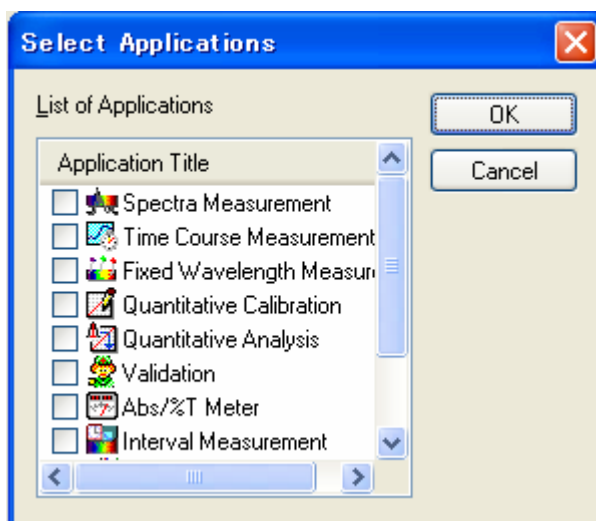 Select Applications
List of Applications
OK
Application Title
Cancel
Spectra Measurement
Time Course Measurement
Fixed Wavelength Measur
Quantitative Calibration
Quantitative Analysis
Validation
Abs/%T Meter
Interval Measurement